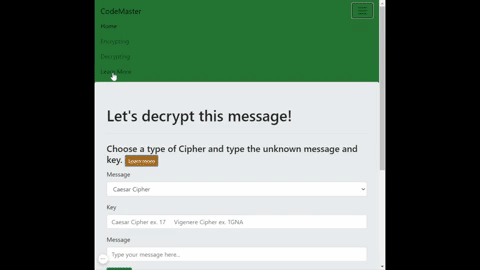 CodeMaster
Home
Encrypting
Decrypting
Learn More
Let's decrypt this message!
Choose a type of Cipher and type the unknown message and
key. Learn more
Message
Caesar Cipher
Key
Caesar Cipher ex. 17 Vigenere Cipher ex. TGNA
Message
Type your message here..